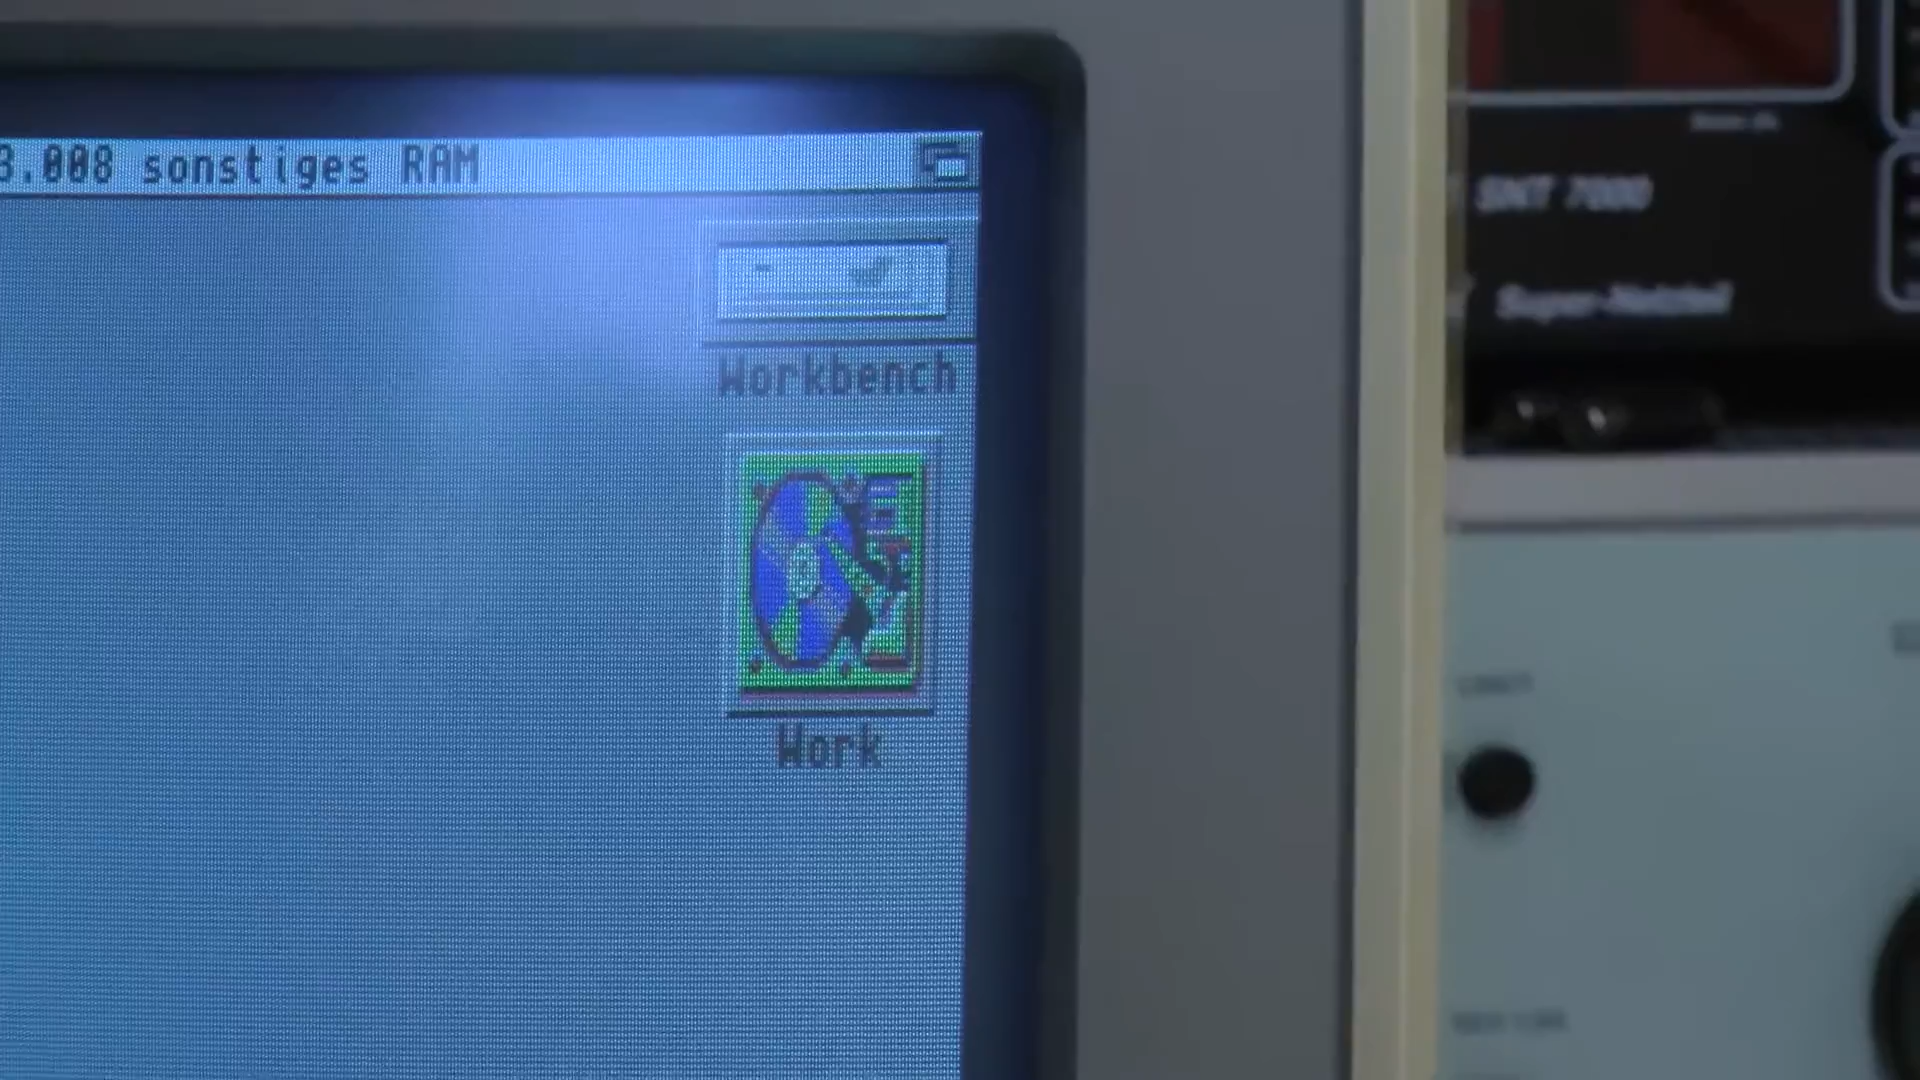 3.008 sonstiges RAM
Workbench
Work
SNT 7000
Super-Netzteil